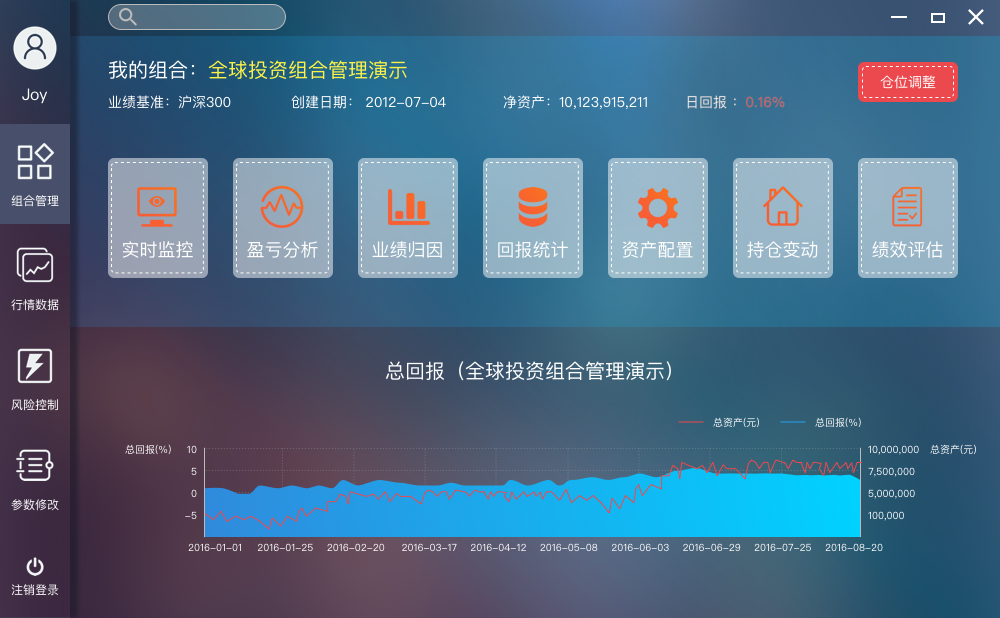 Joy
组合管理
行情数据
风险控制
参数修改
注销登录
我的组合：全球投资组合管理演示
业绩基准：沪深300 创建日期： 2012-07-04 净资产：10,123,915,211 日回报 ：0.16%
仓位调整
实时监控 盈亏分析 业绩归因 回报统计 资产配置 持仓变动 绩效评估
总回报（全球投资组合管理演示）
总资产(元) 总回报(%)
总回报(%) 10 10,000,000 总资产(元)
5 7,500,000
0 5,000,000
-5 100,000
2016-01-01 2016-01-25 2016-02-20 2016-03-17 2016-04-12 2016-05-08 2016-06-03 2016-06-29 2016-07-25 2016-08-20